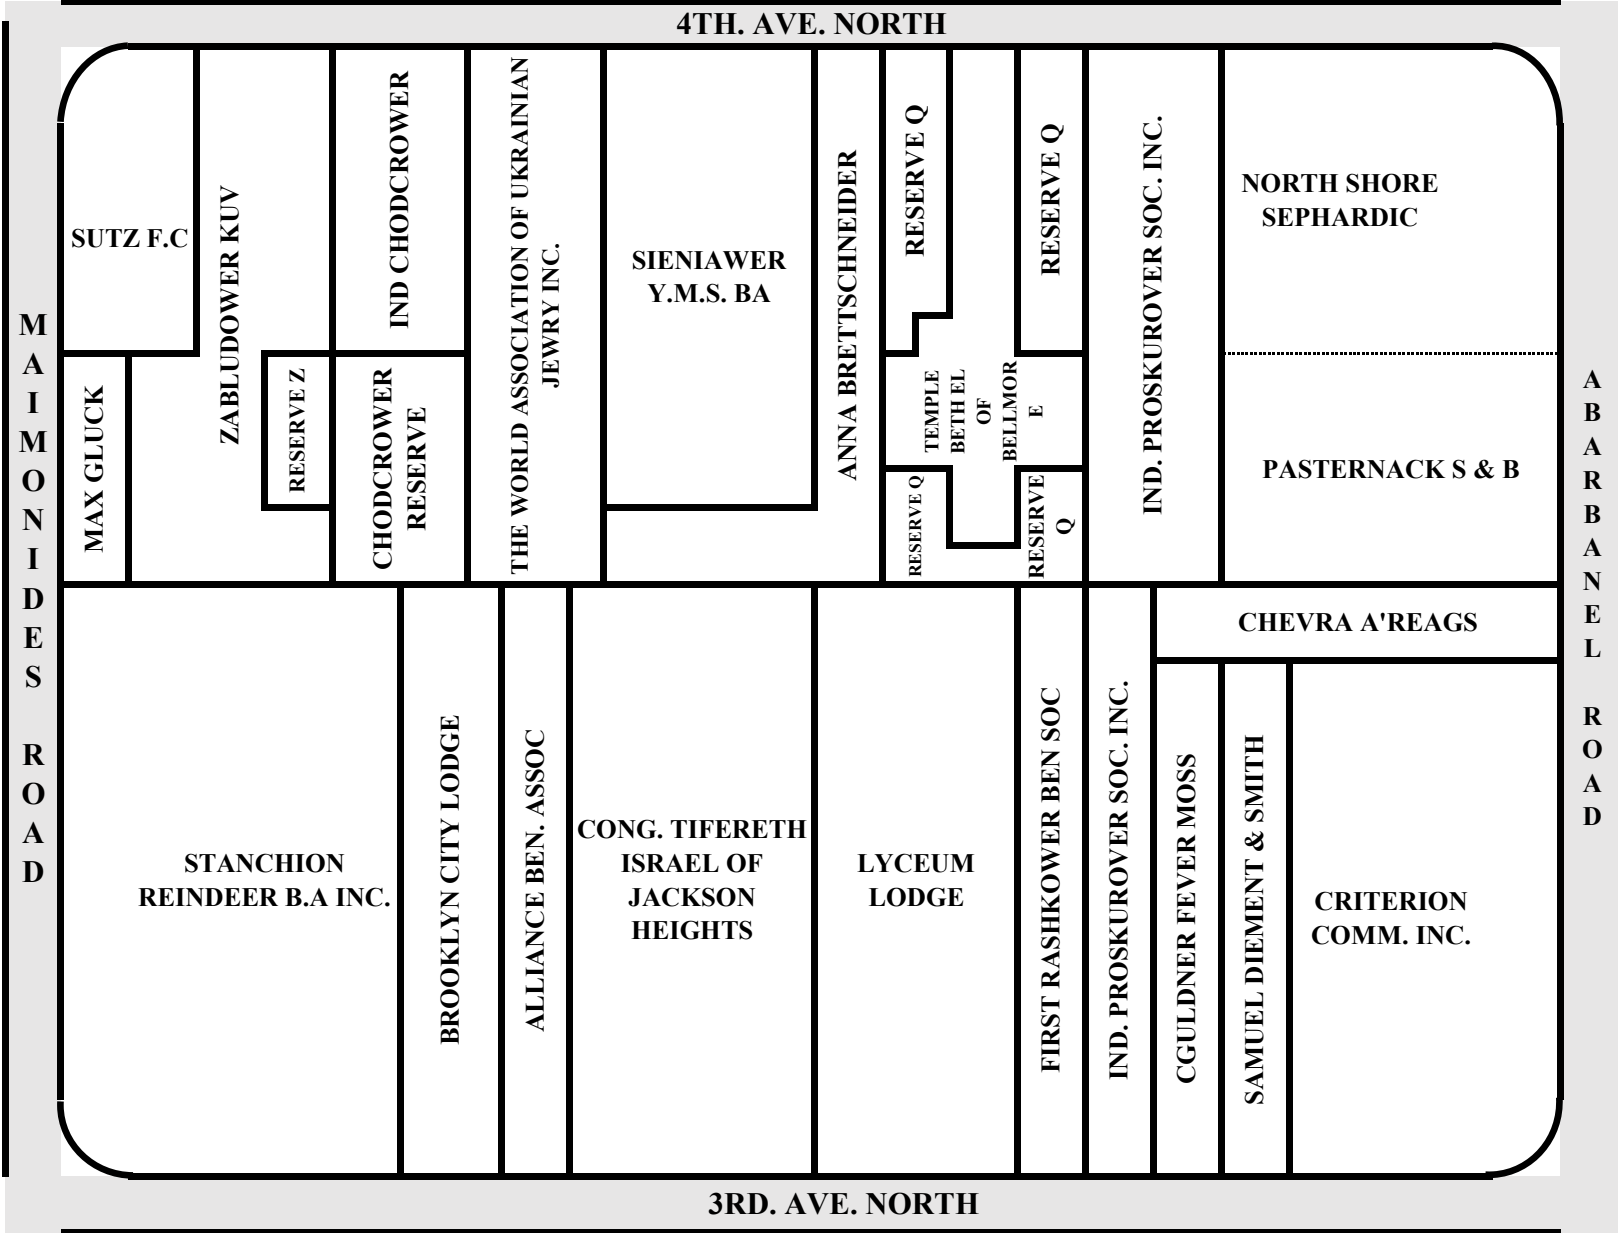 4TH. AVE. NORTH
MAIMONIDES ROAD
SUTZ F.C
ZABLUDOWER KUV
IND CHODCROWER
THE WORLD ASSOCIATION OF UKRAINIAN
JEWRY INC.
SIENIAWER
Y.M.S. BA
ANNA BRETTSCHNEIDER
RESERVE Q
RESERVE Q
IND. PROSKUROVER SOC. INC.
NORTH SHORE
SEPHARDIC
MAX GLUCK
RESERVE Z
CHODCROWER
RESERVE
TEMPLE
BETH EL
OF
BELLMOR
E
RESERVE Q
RESERVE
Q
PASTERNACK S & B
ABARBANEL ROAD
CHEVRA A'REAGS
STANCHION
REINDEER B.A INC.
BROOKLYN CITY LODGE
ALLIANCE BEN. ASSOC
CONG. TIFERETH
ISRAEL OF
JACKSON
HEIGHTS
LYCEUM
LODGE
FIRST RASHKOWER BEN SOC
IND. PROSKUROVER SOC. INC.
CGULDNER FEVER MOSS
SAMUEL DIEMENT & SMITH
CRITERION
COMM. INC.
3RD. AVE. NORTH